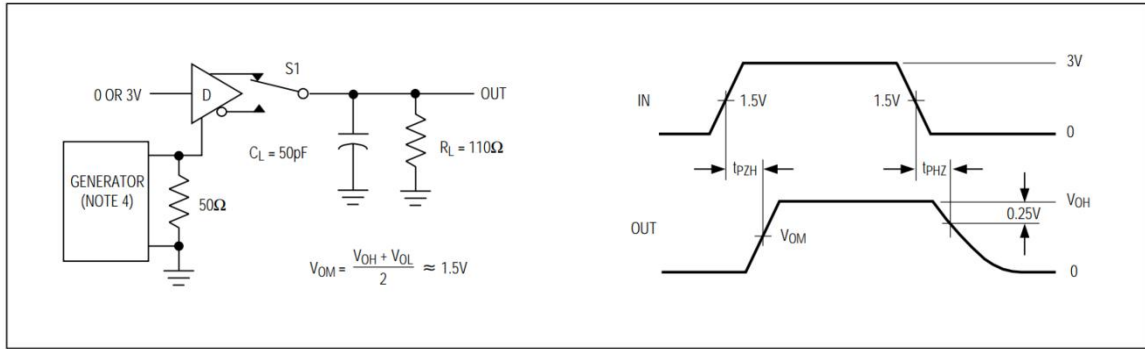 0 OR 3V
D
S1
OUT
C_L = 50pF
R_L = 110Ω
GENERATOR
(NOTE 4)
50Ω
V_OM = (V_OH + V_OL) / 2 ≈ 1.5V
IN
1.5V
1.5V
3V
0
t_PZH
t_PHZ
OUT
V_OM
V_OH
0.25V
0